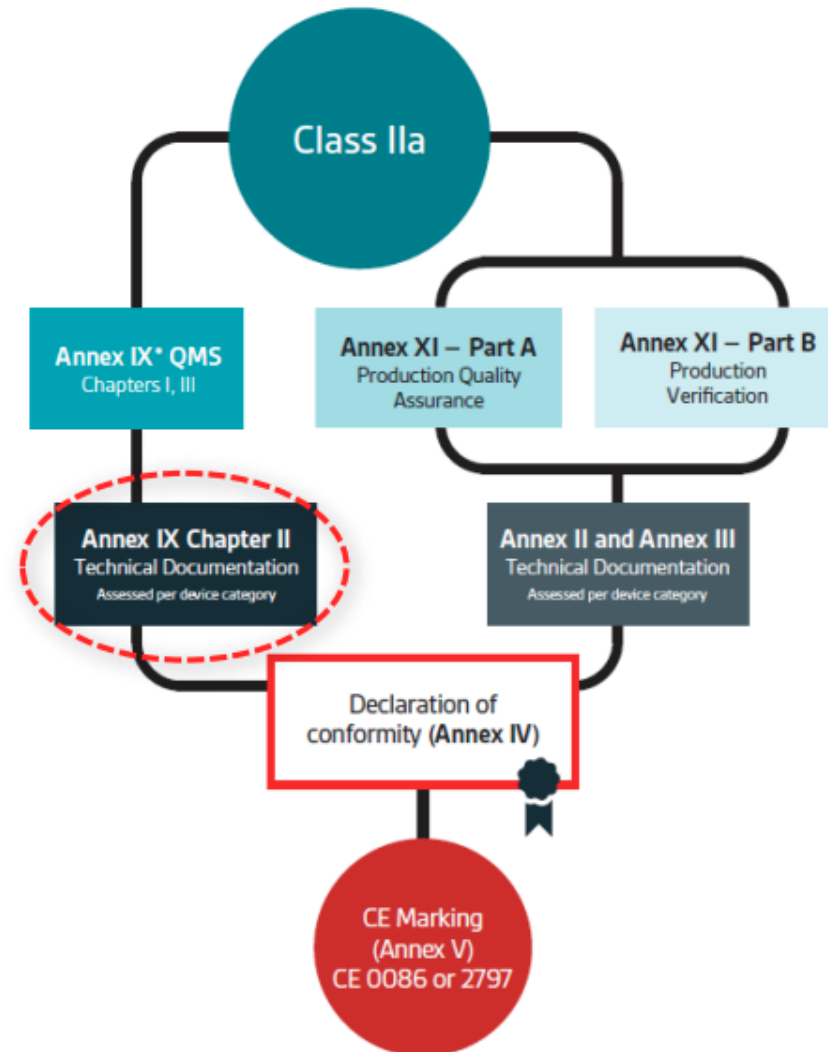 Class IIa
Annex IX* QMS
Chapters I, III
Annex XI – Part A
Production Quality
Assurance
Annex XI – Part B
Production
Verification
Annex IX Chapter II
Technical Documentation
Assessed per device category
Annex II and Annex III
Technical Documentation
Assessed per device category
Declaration of
conformity (Annex IV)
CE Marking
(Annex V)
CE 0086 or 2797